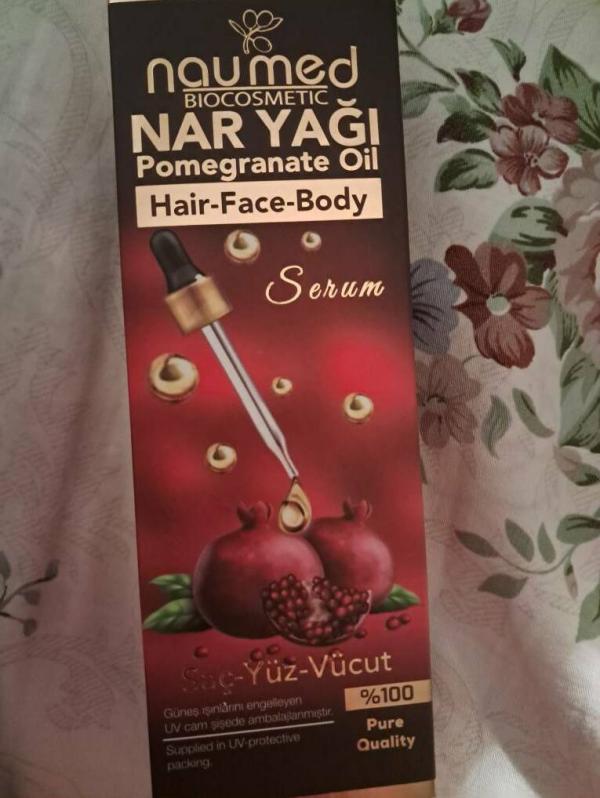 naumed
BIOCOSMETIC
NAR YAĞI
Pomegranate Oil
Hair-Face-Body
Serum
Saç-Yüz-Vücut
Güneş ışınlarını engelleyen
UV cam şişede ambalajlanmıştır.
Supplied in UV-protective
packing.
%100
Pure
Quality